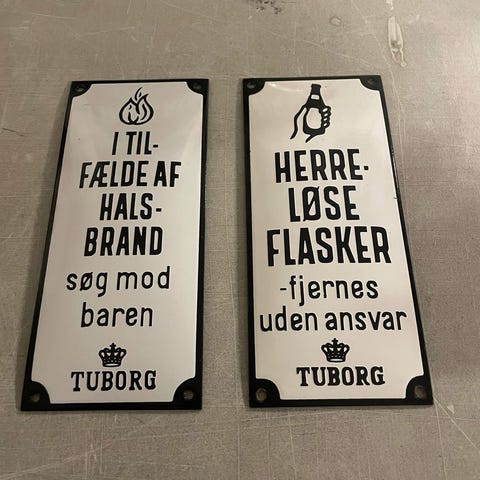 I TIL-
FÆLDE AF
HALS-
BRAND
søg mod
baren
TUBORG
HERRE-
LØSE
FLASKER
-fjernes
uden ansvar
TUBORG